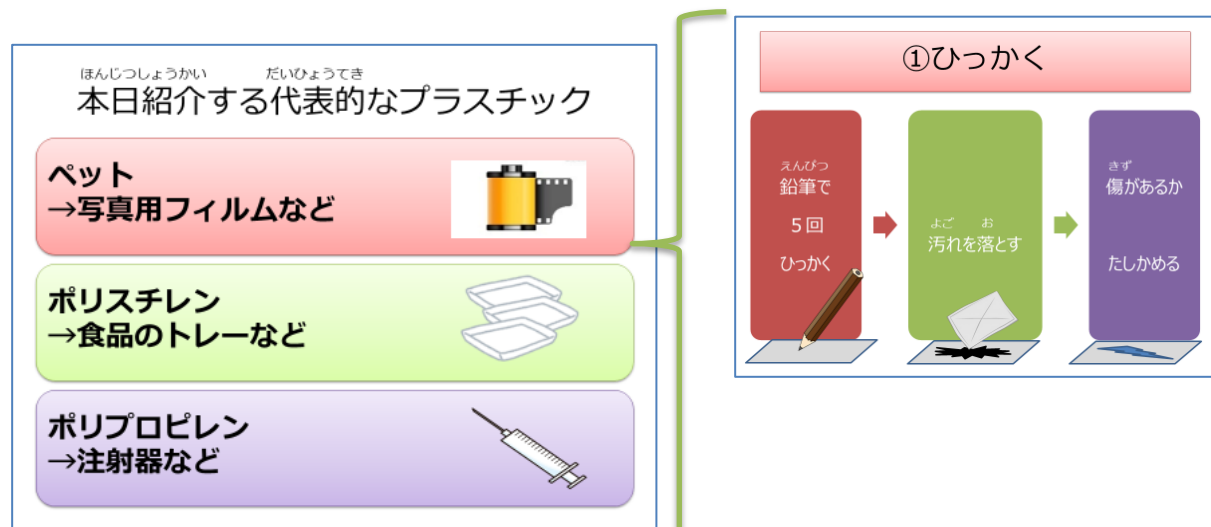 ほんじつしょうかい だいひょうてき
本日紹介する代表的なプラスチック
ペット
→写真用フィルムなど
ポリスチレン
→食品のトレーなど
ポリプロピレン
→注射器など
①ひっかく
えんぴつ
鉛筆で
５回
ひっかく
よご お
汚れを落とす
きず
傷があるか
たしかめる